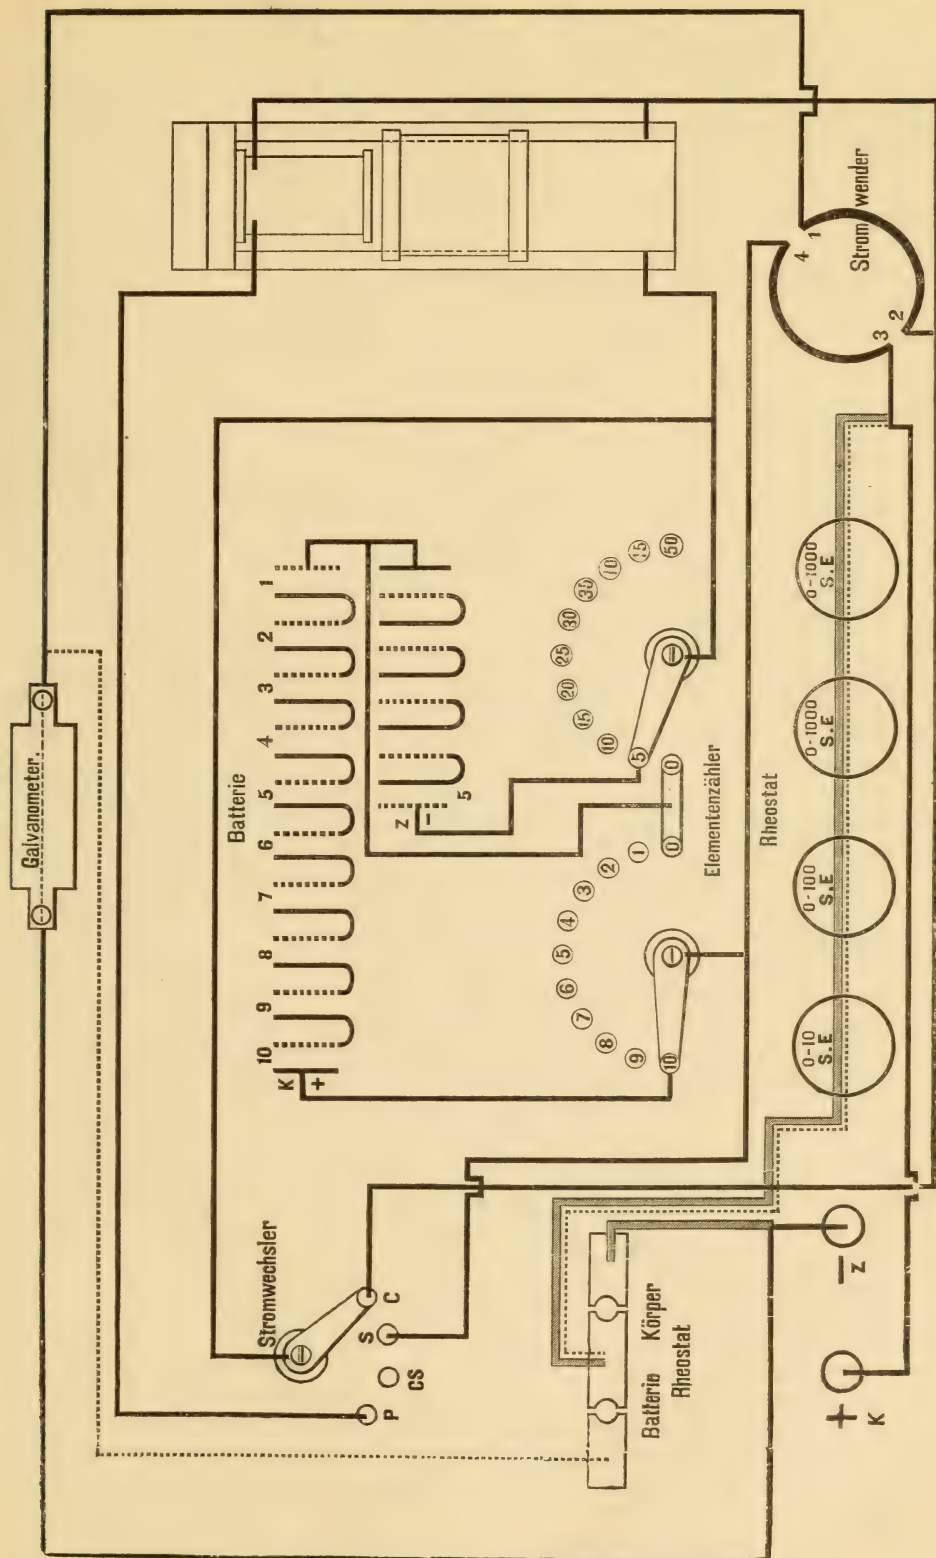 Galvanometer.
Batterie
10 9 8 7 6 5 4 3 2 1
K
+
Z
−
5
Stromwechsler
P
CS
S
C
10 9 8 7 6 5 4 3 2 1 0
0 5 10 15 20 25 30 35 40 45 50
Elementenzähler
Batterie Körper
Rheostat
Rheostat
0-10
S.E
0-100
S.E
0-1000
S.E
0-1000
S.E
Strom wender
4 1
3 2
+
K
−
Z